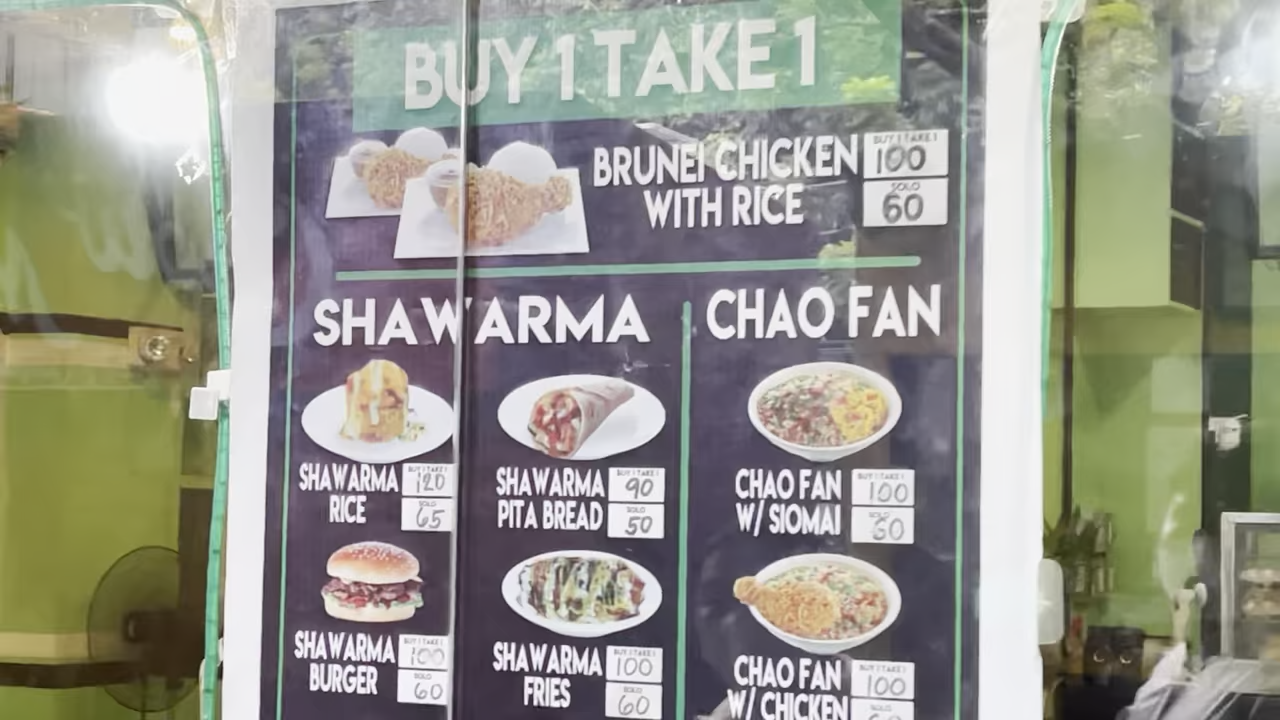 BUY 1 TAKE 1
BRUNEI CHICKEN
WITH RICE
BUY 1 TAKE 1
100
SOLO
60
SHAWARMA
SHAWARMA
RICE
BUY 1 TAKE 1
120
SOLO
65
SHAWARMA
PITA BREAD
BUY 1 TAKE 1
90
SOLO
50
SHAWARMA
BURGER
BUY 1 TAKE 1
100
SOLO
60
SHAWARMA
FRIES
BUY 1 TAKE 1
100
SOLO
60
CHAO FAN
CHAO FAN
W/ SIOMAI
BUY 1 TAKE 1
100
SOLO
CHAO FAN
W/ CHICKEN
BUY 1 TAKE 1
100
SOLO